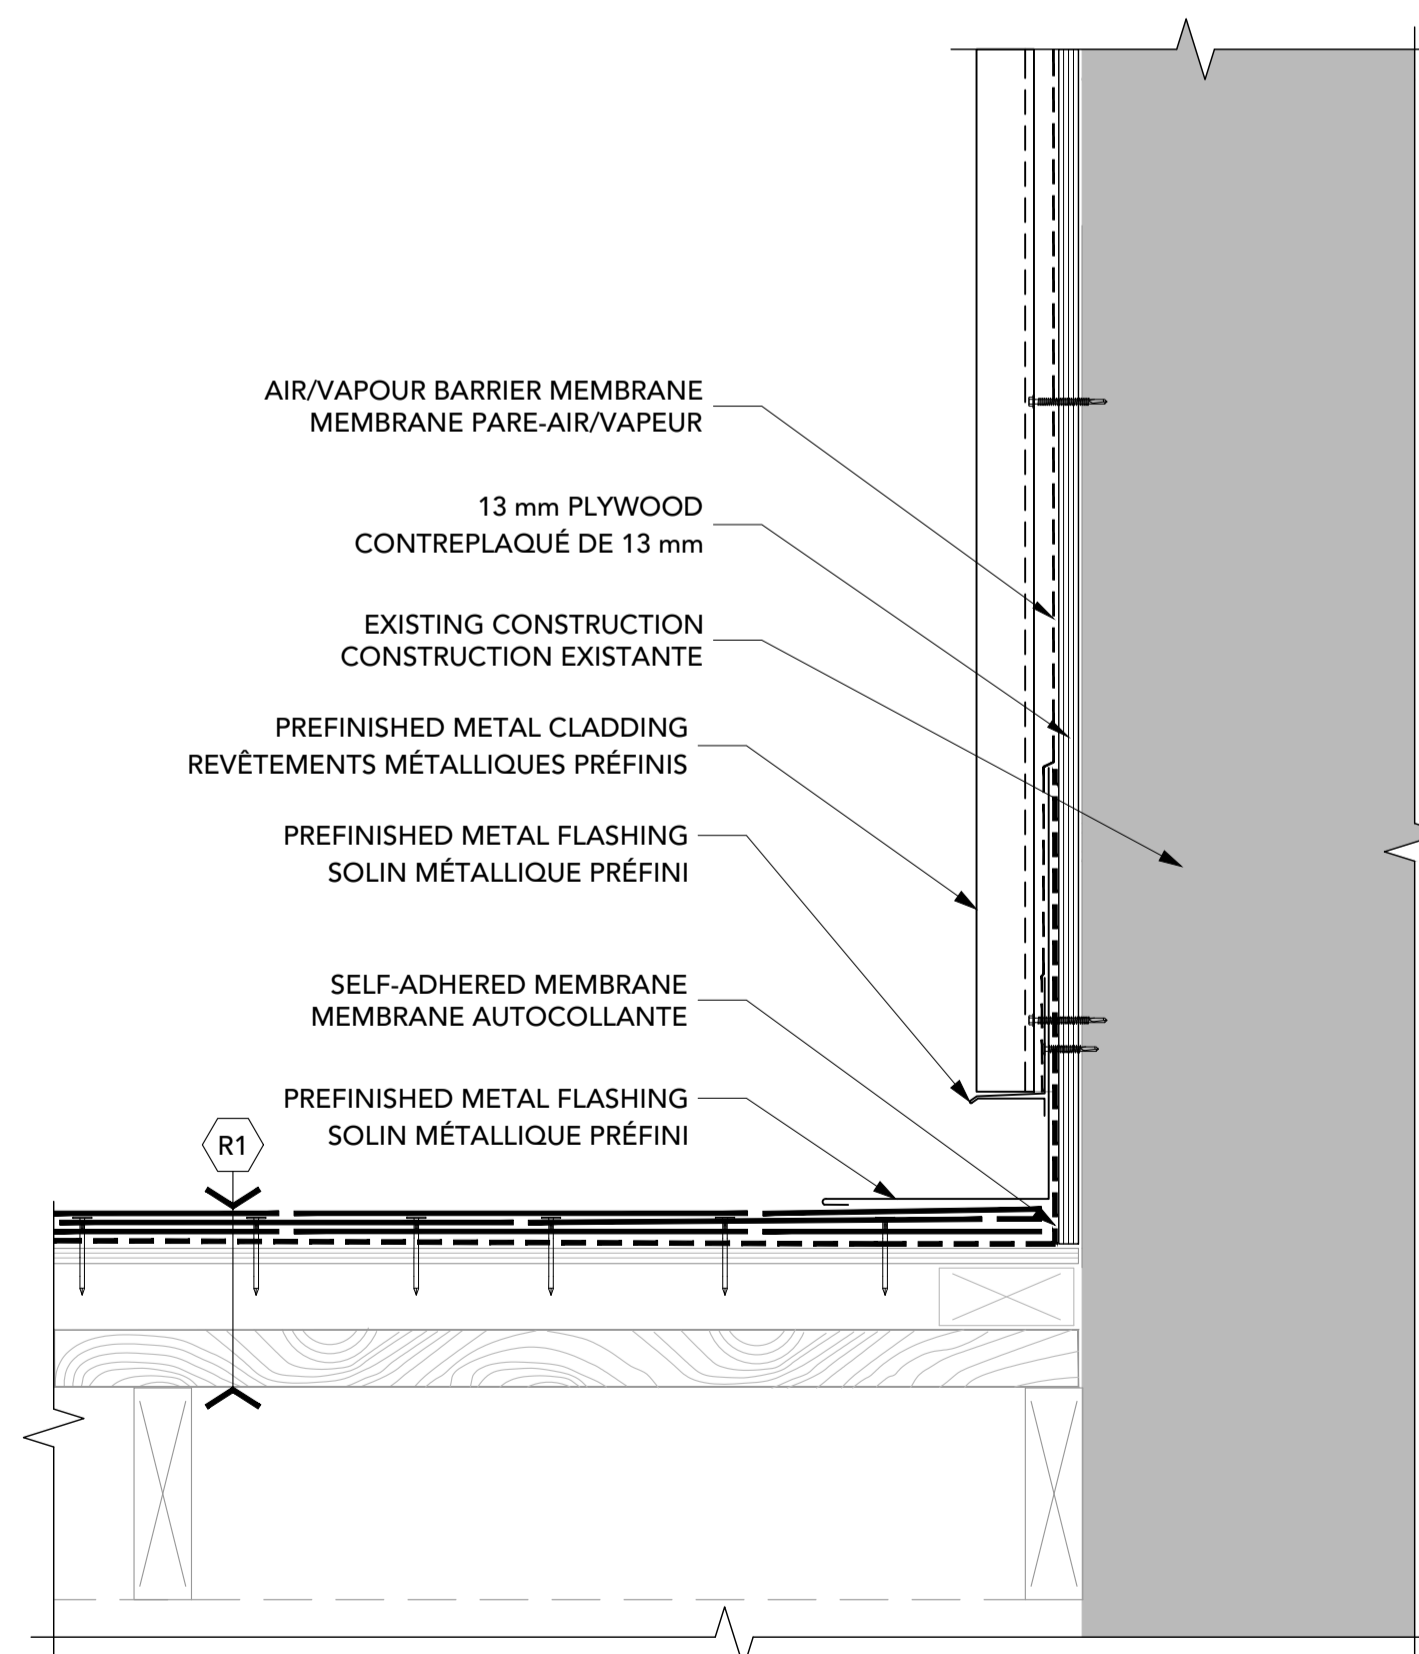 AIR/VAPOUR BARRIER MEMBRANE
MEMBRANE PARE-AIR/VAPEUR
13 mm PLYWOOD
CONTREPLAQUÉ DE 13 mm
EXISTING CONSTRUCTION
CONSTRUCTION EXISTANTE
PREFINISHED METAL CLADDING
REVÊTEMENTS MÉTALLIQUES PRÉFINIS
PREFINISHED METAL FLASHING
SOLIN MÉTALLIQUE PRÉFINI
SELF-ADHERED MEMBRANE
MEMBRANE AUTOCOLLANTE
PREFINISHED METAL FLASHING
SOLIN MÉTALLIQUE PRÉFINI
R1